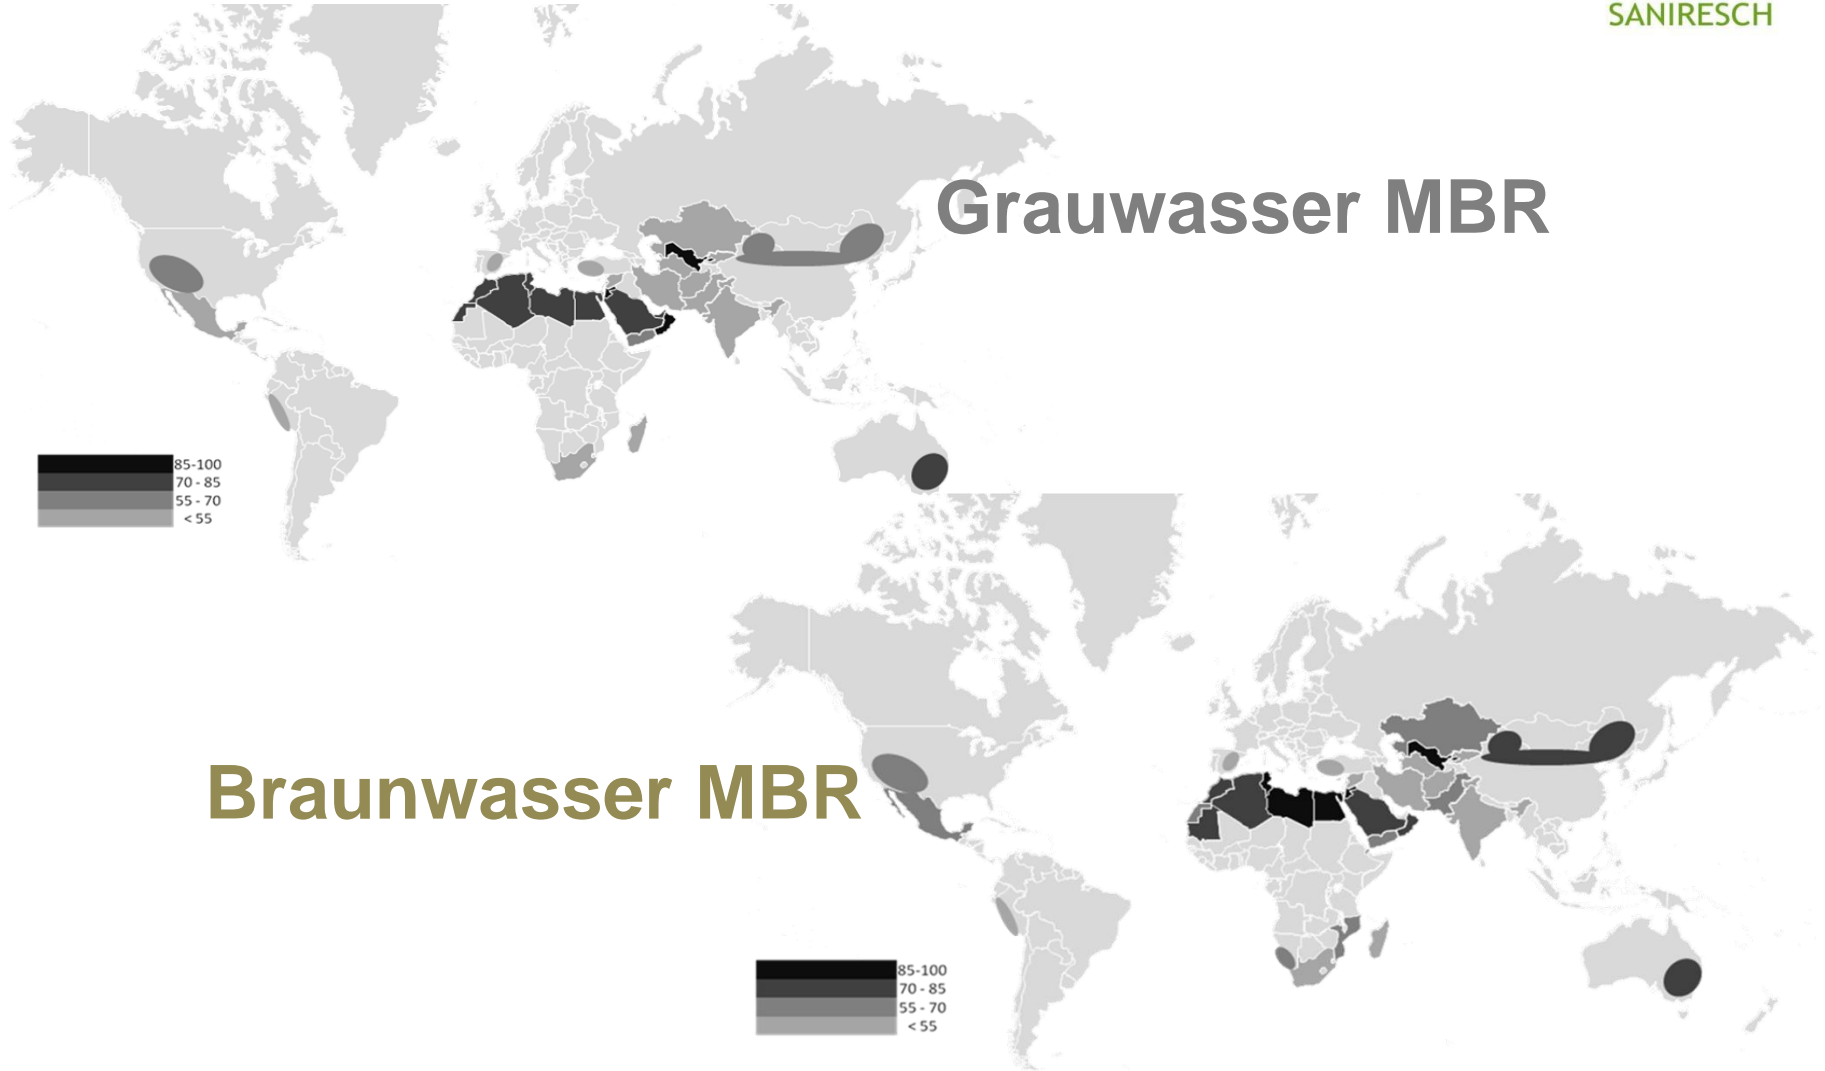 SANIRESCH
Grauwasser MBR
85-100
70 - 85
55 - 70
< 55
Braunwasser MBR
85-100
70 - 85
55 - 70
< 55